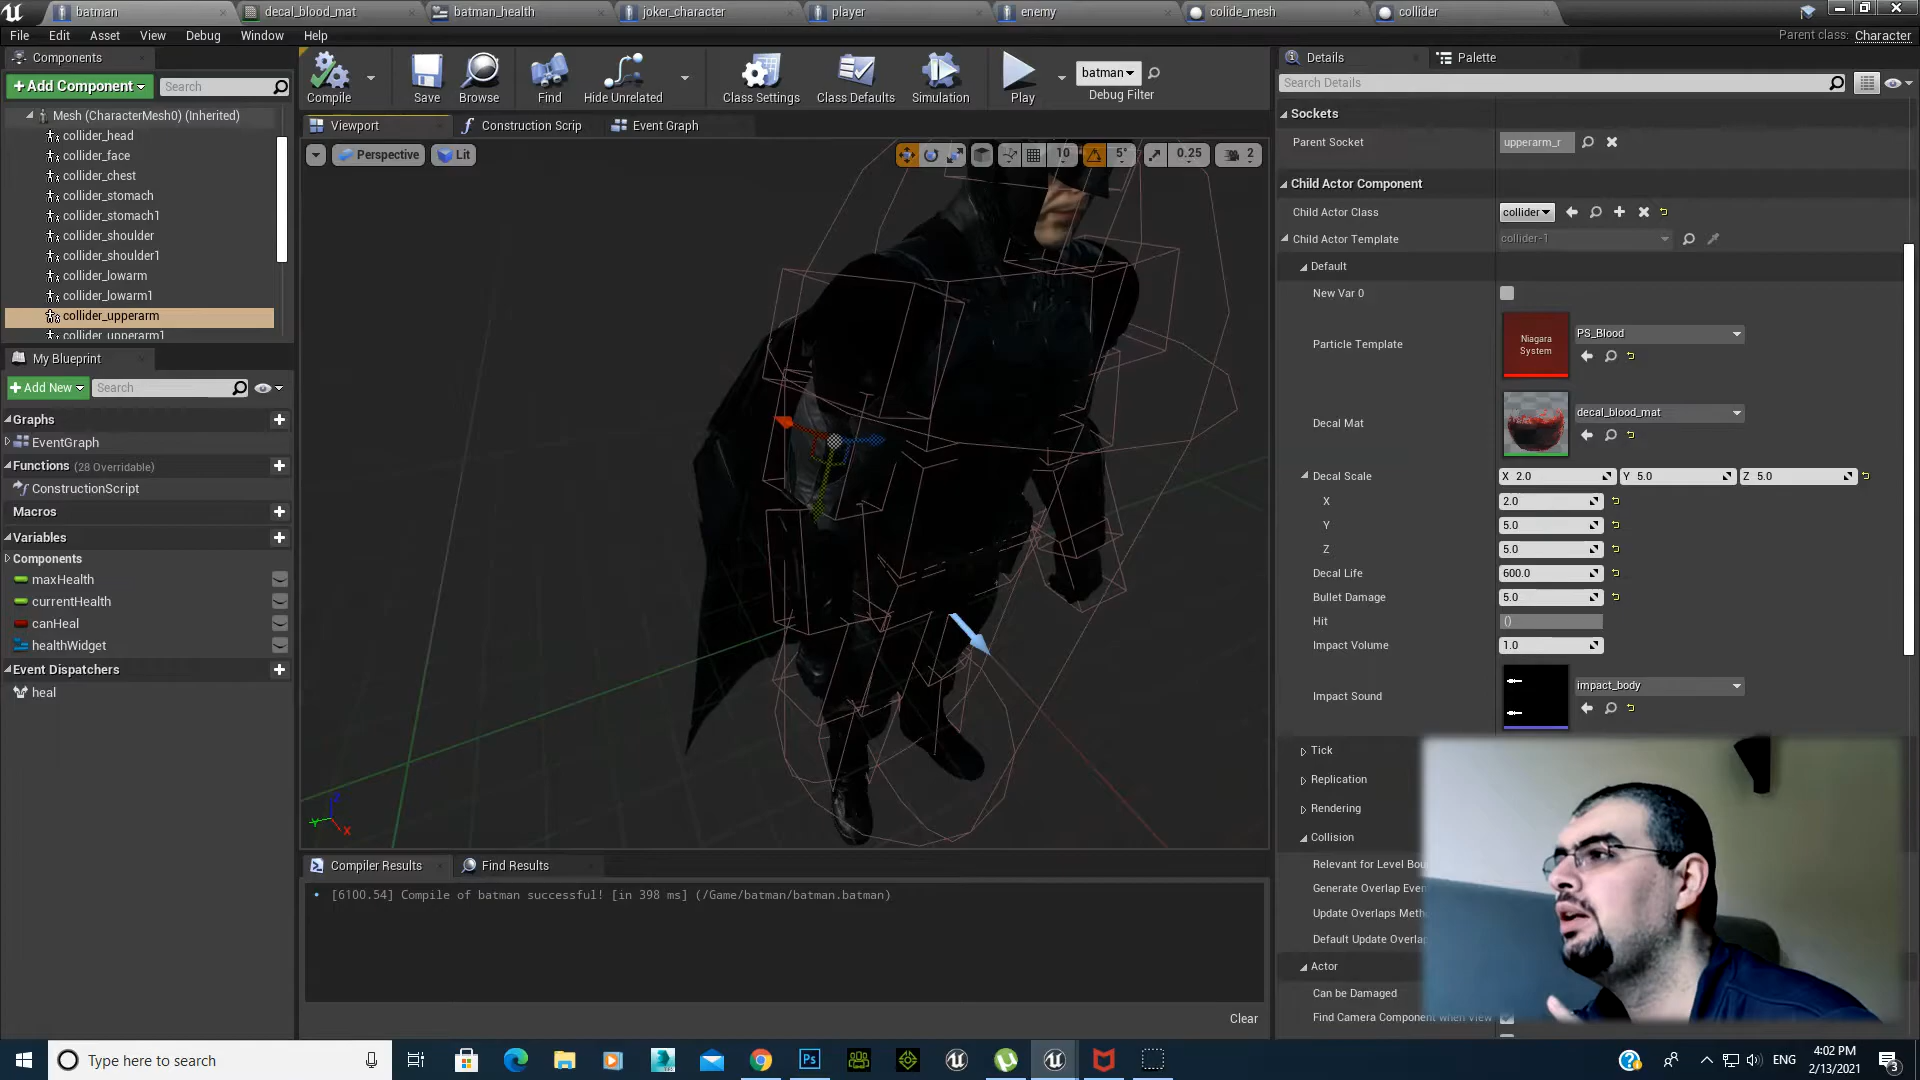 batman
decal_blood_mat
batman_health
joker_character
player
enemy
colide_mesh
collider
File Edit Asset View Debug Window Help
Parent class: Character
Components
+Add Component
Search
Mesh (CharacterMesh0) (Inherited)
collider_head
collider_face
collider_chest
collider_stomach
collider_stomach1
collider_shoulder
collider_shoulder1
collider_lowarm
collider_lowarm1
collider_upperarm
collider_upperarm1
My Blueprint
+Add New
Search
Graphs
EventGraph
Functions (28 Overridable)
ConstructionScript
Macros
Variables
Components
maxHealth
currentHealth
canHeal
healthWidget
Event Dispatchers
heal
Compile
Save
Browse
Find
Hide Unrelated
Class Settings
Class Defaults
Simulation
Play
batman
Debug Filter
Viewport
Construction Scrip
Event Graph
Perspective
Lit
10
5°
0.25
2
Compiler Results
Find Results
[6100.54] Compile of batman successful! [in 398 ms] (/Game/batman/batman.batman)
Clear
Details
Palette
Search Details
Sockets
Parent Socket
upperarm_r
Child Actor Component
Child Actor Class
collider
Child Actor Template
collider-1
Default
New Var 0
Particle Template
Niagara
System
PS_Blood
Decal Mat
decal_blood_mat
Decal Scale
X 2.0
Y 5.0
Z 5.0
X
2.0
Y
5.0
Z
5.0
Decal Life
600.0
Bullet Damage
5.0
Hit
()
Impact Volume
1.0
Impact Sound
impact_body
Tick
Replication
Rendering
Collision
Relevant for Level Bou
Generate Overlap Even
Update Overlaps Meth
Default Update Overlap
Actor
Can be Damaged
Find Camera Component when View
Type here to search
Ps
ENG
4:02 PM
2/13/2021
3